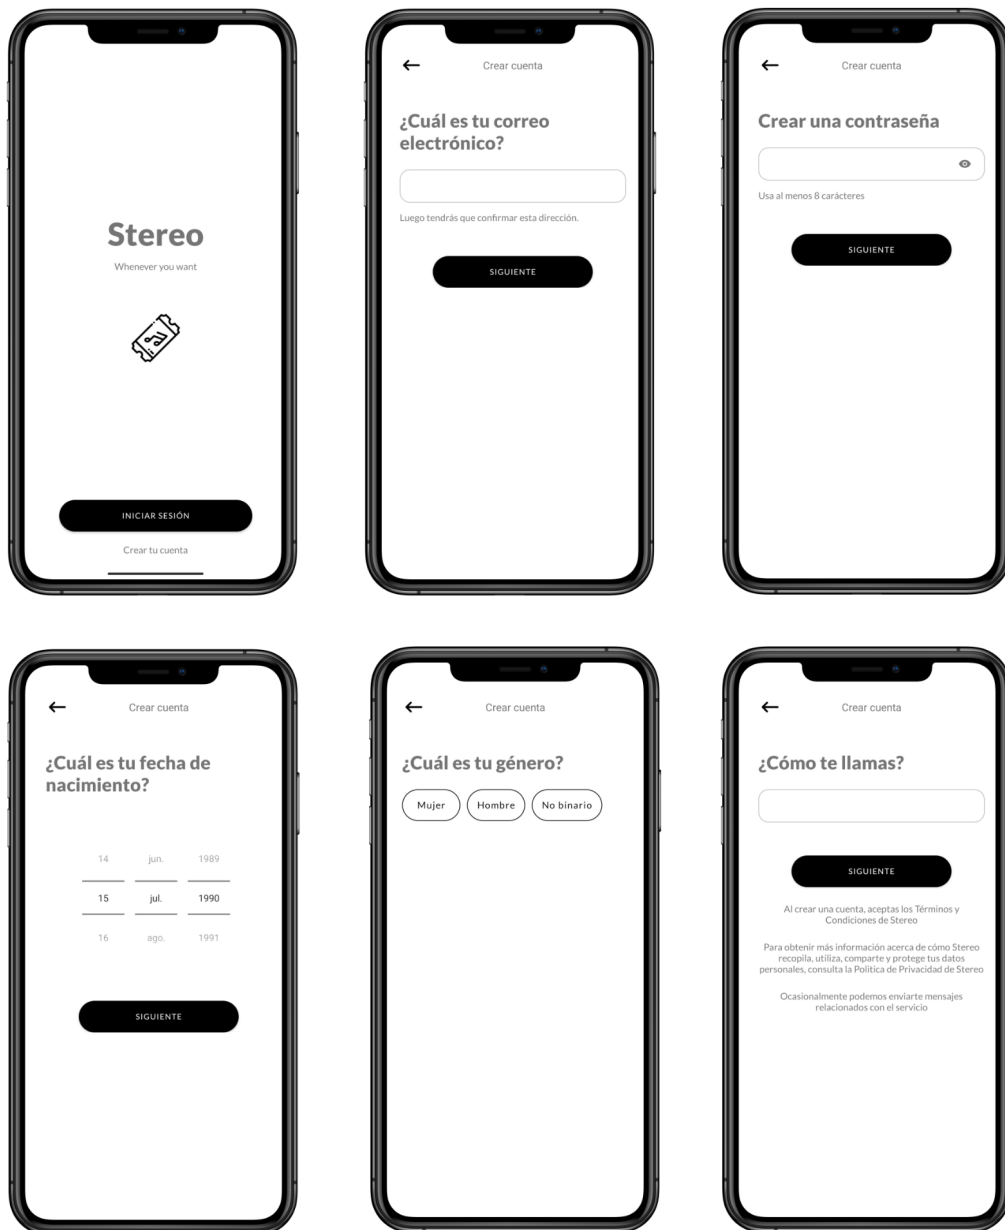 Stereo
Whenever you want
INICIAR SESIÓN
Crear tu cuenta
Crear cuenta
¿Cuál es tu correo
electrónico?
Luego tendrás que confirmar esta dirección.
SIGUIENTE
Crear cuenta
Crear una contraseña
Usa al menos 8 carácteres
SIGUIENTE
Crear cuenta
¿Cuál es tu fecha de
nacimiento?
14 jun. 1989
15 jul. 1990
16 ago. 1991
SIGUIENTE
Crear cuenta
¿Cuál es tu género?
Mujer Hombre No binario
Crear cuenta
¿Cómo te llamas?
SIGUIENTE
Al crear una cuenta, aceptas los Términos y
Condiciones de Stereo
Para obtener más información acerca de cómo Stereo
recopila, utiliza, comparte y protege tus datos
personales, consulta la Politica de Privacidad de Stereo
Ocasionalmente podemos enviarte mensajes
relacionados con el servicio